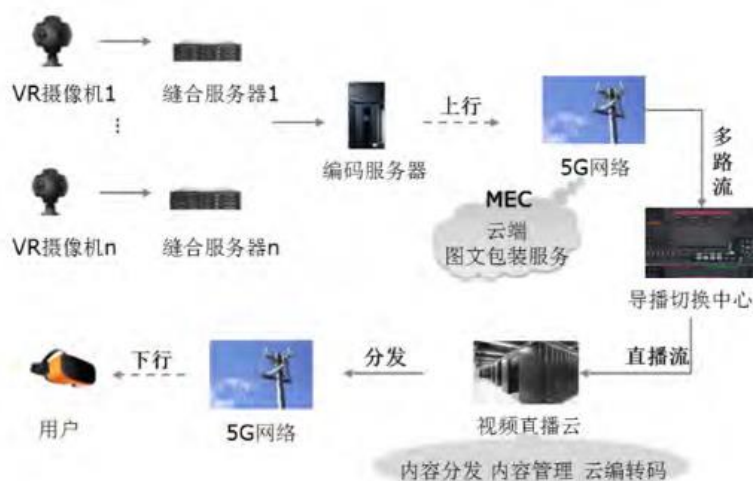 VR摄像机1
缝合服务器1
⋮
编码服务器
上行
5G网络
多路流
VR摄像机n
缝合服务器n
MEC
云端
图文包装服务
导播切换中心
用户
下行
5G网络
分发
视频直播云
直播流
内容分发 内容管理 云编转码